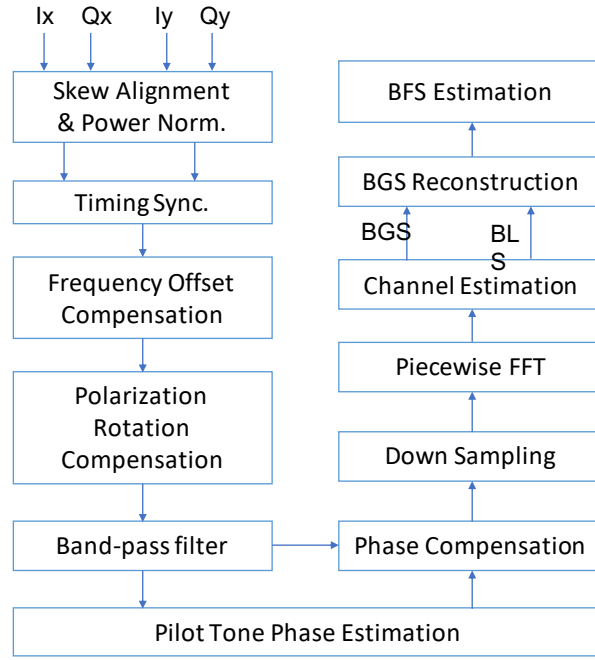 Ix Qx Iy Qy
Skew Alignment
& Power Norm.
Timing Sync.
Frequency Offset
Compensation
Polarization
Rotation
Compensation
Band-pass filter
Pilot Tone Phase Estimation
Phase Compensation
Down Sampling
Piecewise FFT
Channel Estimation
BGS
BL
S
BGS Reconstruction
BFS Estimation